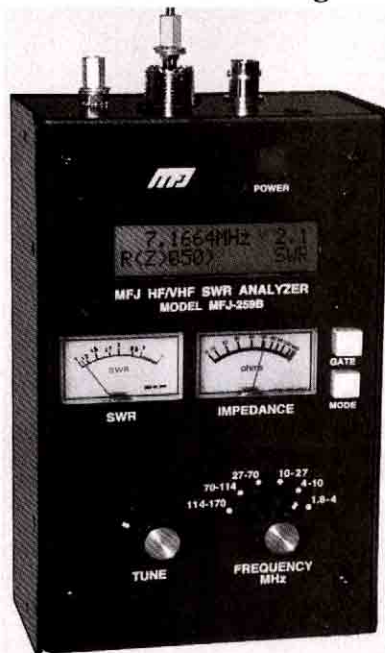 MFJ
POWER
7.1664MHz 2.1
R(Z>650) SWR
MFJ HF/VHF SWR ANALYZER
MODEL MFJ-259B
SWR
ohms
GATE
SWR
IMPEDANCE
MODE
27-70
10-27
70-114
4-10
114-170
1.8-4
TUNE
FREQUENCY
MHz